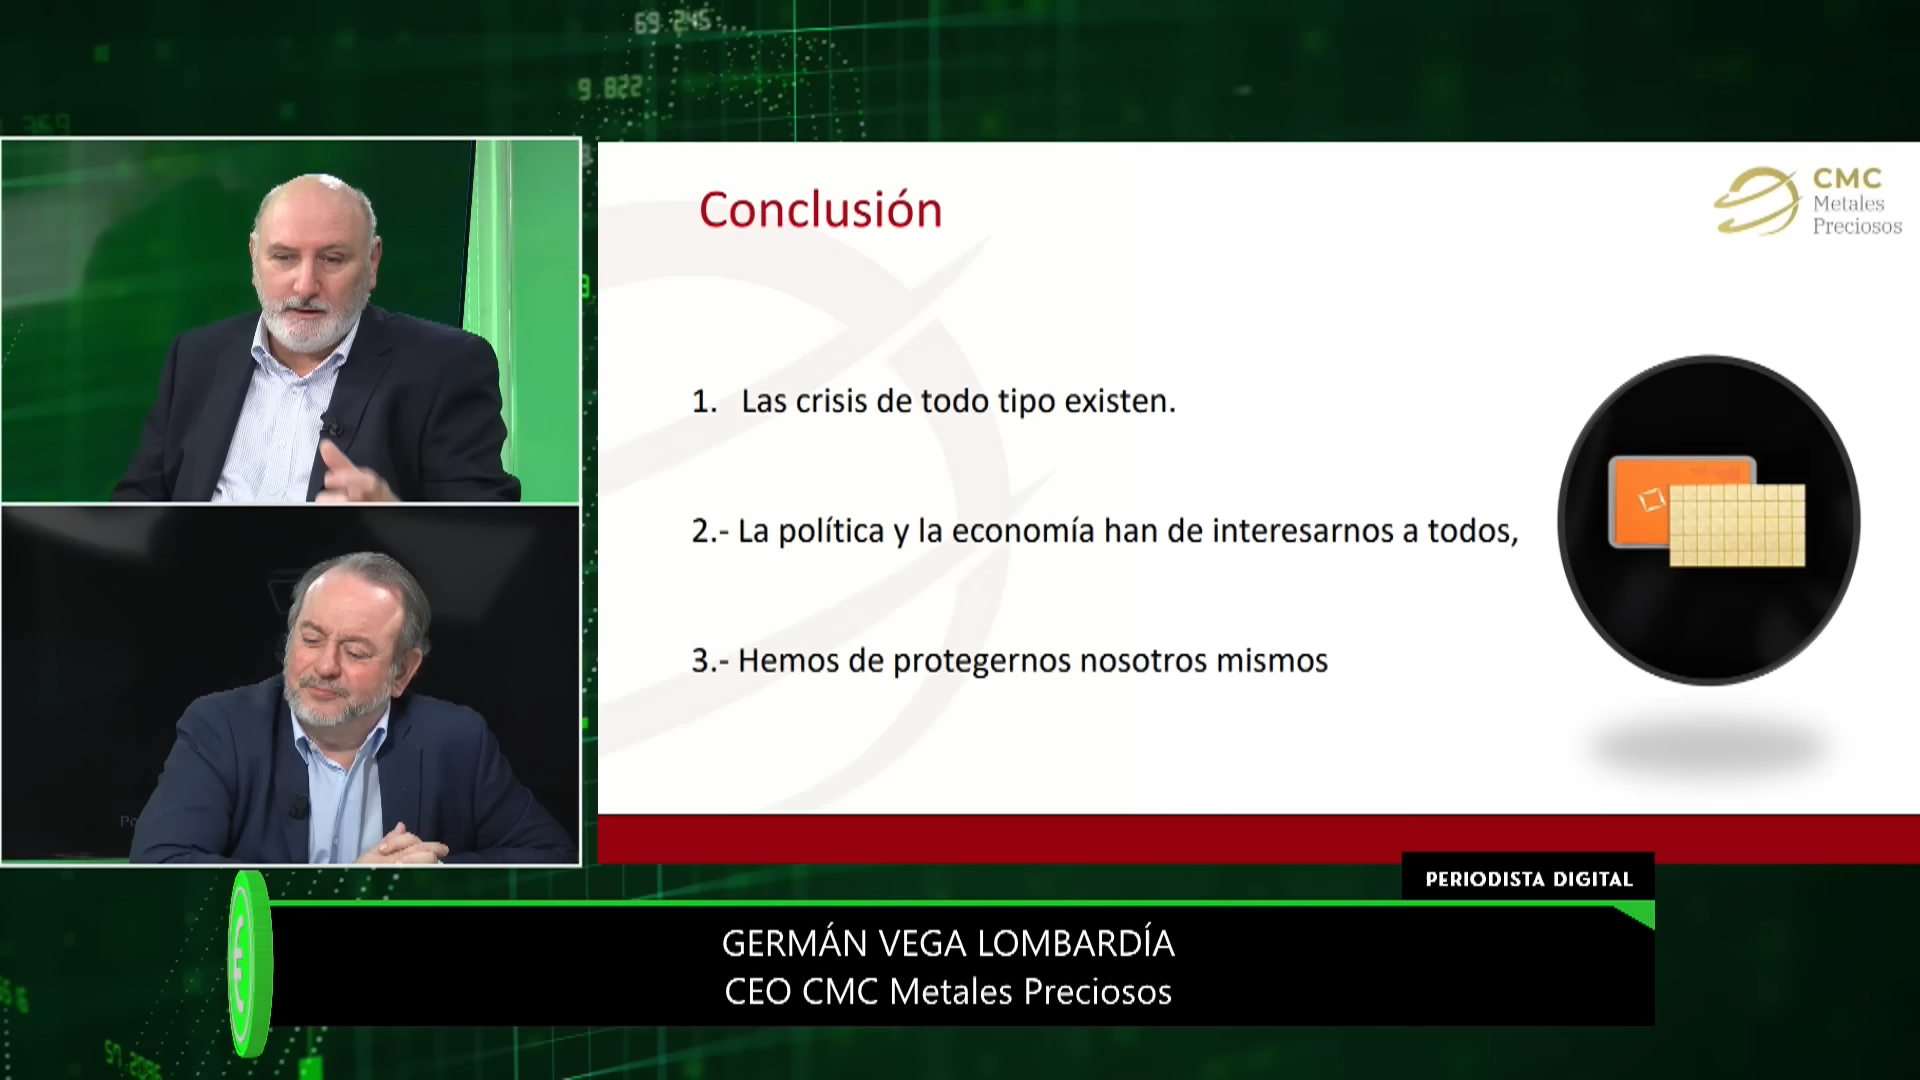 69 245
9 822
369
CMC
Metales
Preciosos
Conclusión
1. Las crisis de todo tipo existen.
2.- La política y la economía han de interesarnos a todos,
3.- Hemos de protegernos nosotros mismos
PERIODISTA DIGITAL
GERMÁN VEGA LOMBARDÍA
CEO CMC Metales Preciosos